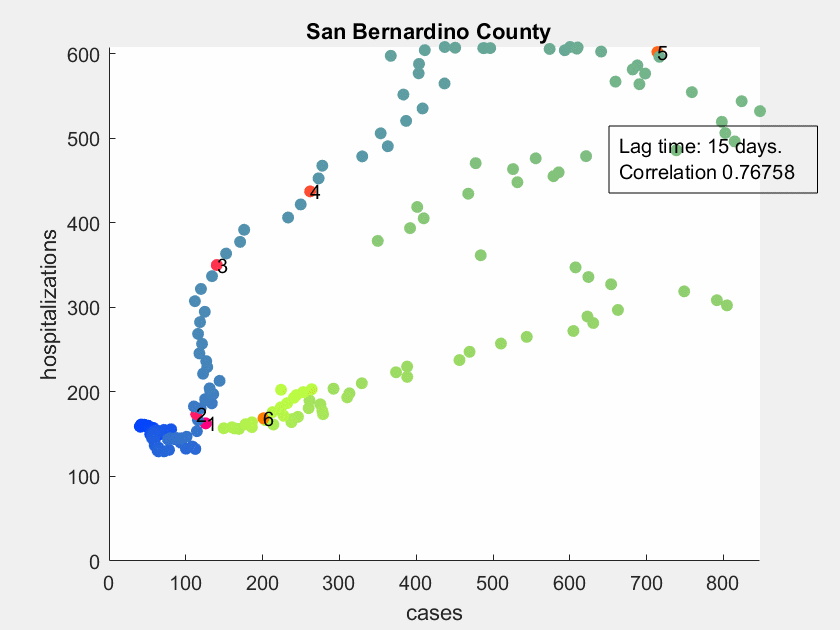 San Bernardino County
600
500
400
300
200
100
0
hospitalizations
5
Lag time: 15 days.
Correlation 0.76758
4
3
2
1
6
0 100 200 300 400 500 600 700 800
cases